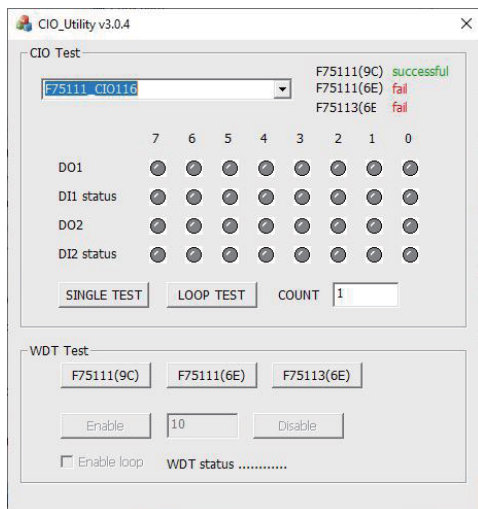 CIO_Utility v3.0.4
CIO Test
F75111_CIO116
F75111(9C) successful
F75111(6E) fail
F75113(6E fail
7 6 5 4 3 2 1 0
DO1
DI1 status
DO2
DI2 status
SINGLE TEST LOOP TEST COUNT 1
WDT Test
F75111(9C) F75111(6E) F75113(6E)
Enable 10 Disable
Enable loop WDT status ............